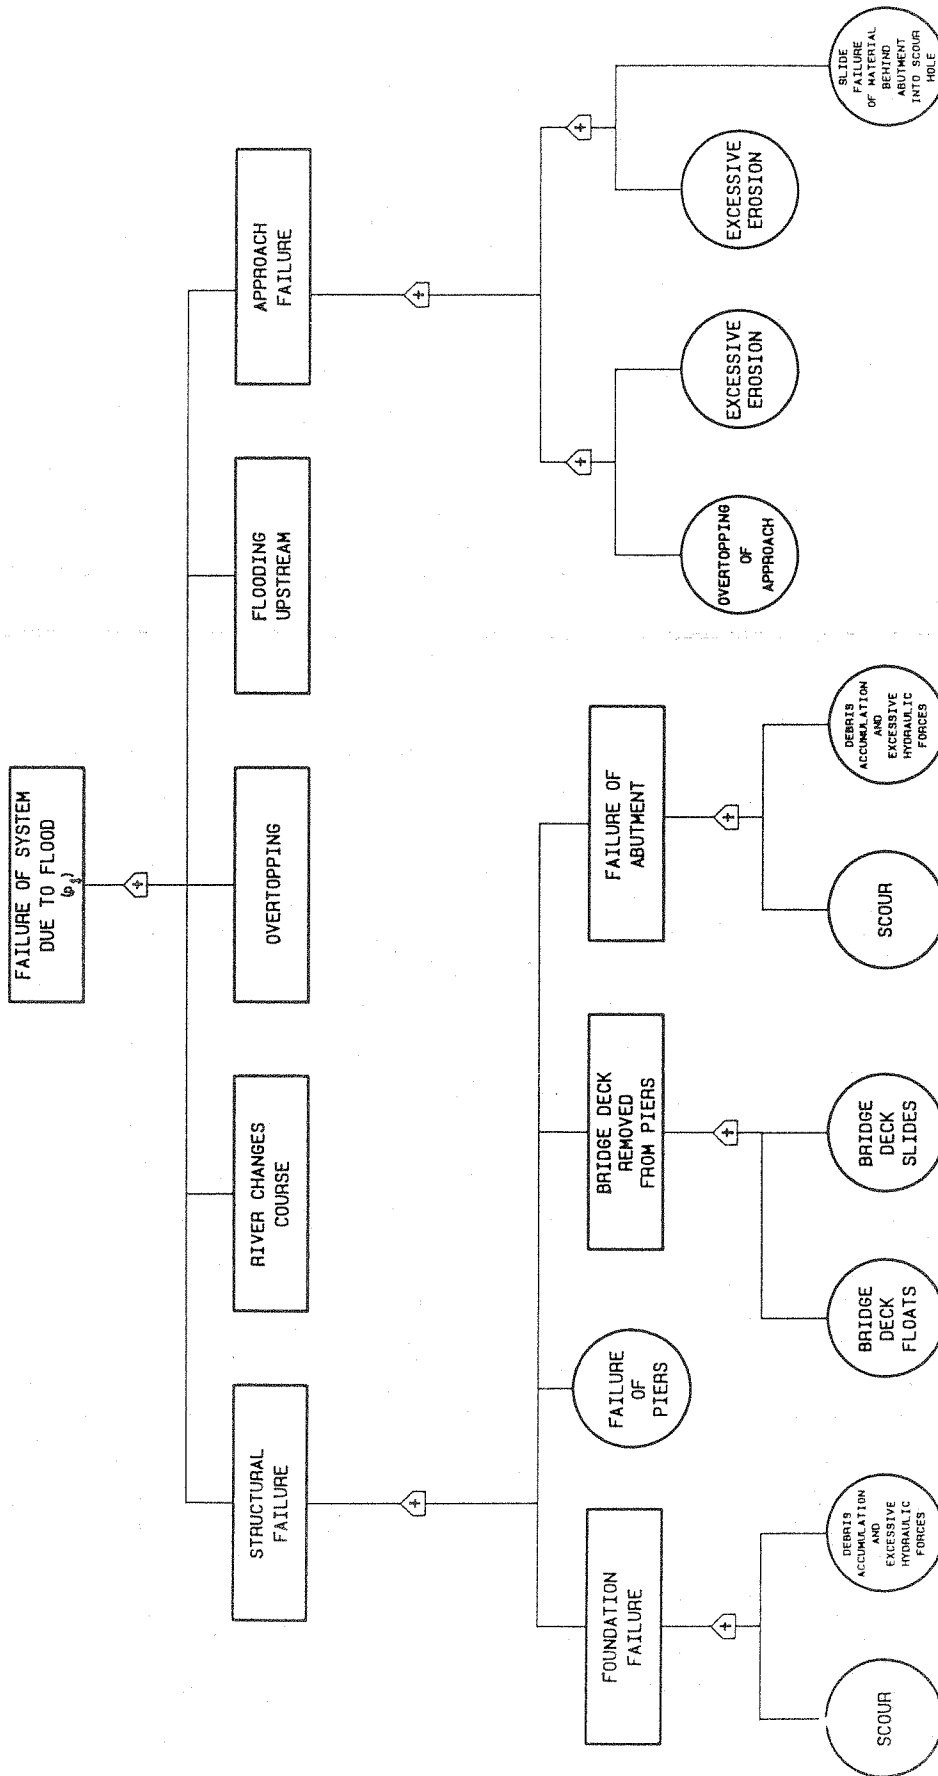 FAILURE OF SYSTEM
DUE TO FLOOD
+
STRUCTURAL
FAILURE
RIVER CHANGES
COURSE
OVERTOPPING
FLOODING
UPSTREAM
APPROACH
FAILURE
+
+
FOUNDATION
FAILURE
FAILURE
OF
PIERS
BRIDGE DECK
REMOVED
FROM PIERS
FAILURE OF
ABUTMENT
+
+
+
+
+
OVERTOPPING
OF
APPROACH
EXCESSIVE
EROSION
EXCESSIVE
EROSION
SLIDE
FAILURE
OF MATERIAL
BEHIND
ABUTMENT
INTO SCOUR
HOLE
SCOUR
DEBRIS
ACCUMULATION
AND
EXCESSIVE
HYDRAULIC
FORCES
BRIDGE
DECK
FLOATS
BRIDGE
DECK
SLIDES
SCOUR
DEBRIS
ACCUMULATION
AND
EXCESSIVE
HYDRAULIC
FORCES